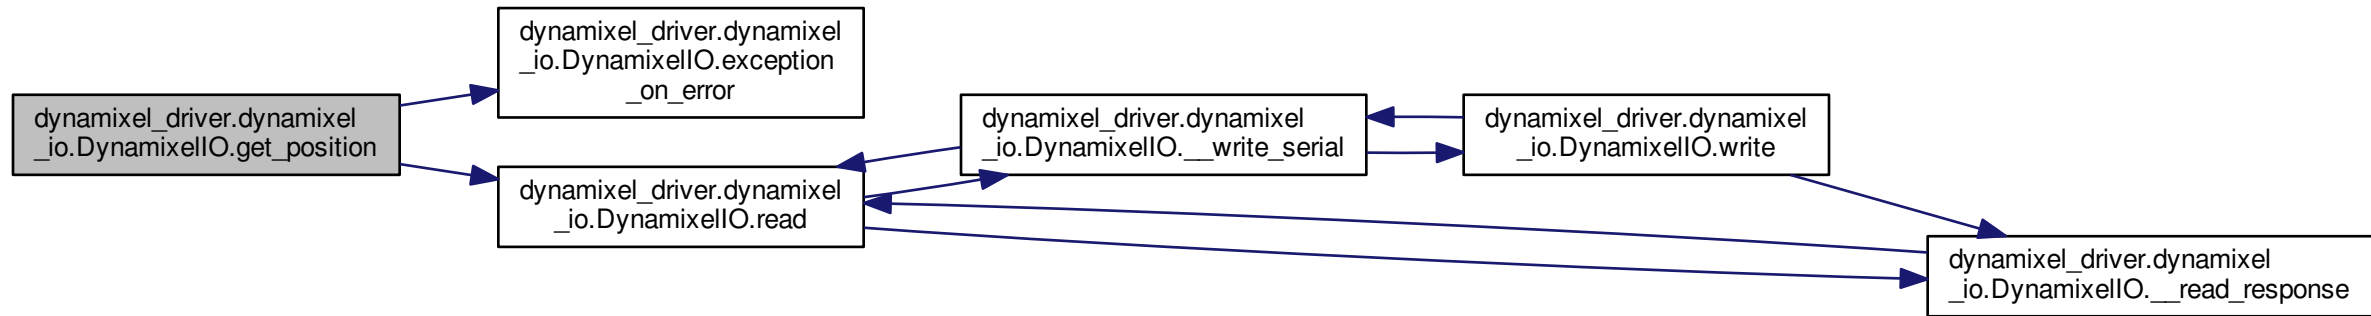 dynamixel_driver.dynamixel
_io.DynamixelIO.get_position
dynamixel_driver.dynamixel
_io.DynamixelIO.exception
_on_error
dynamixel_driver.dynamixel
_io.DynamixelIO.read
dynamixel_driver.dynamixel
_io.DynamixelIO.__write_serial
dynamixel_driver.dynamixel
_io.DynamixelIO.write
dynamixel_driver.dynamixel
_io.DynamixelIO.__read_response